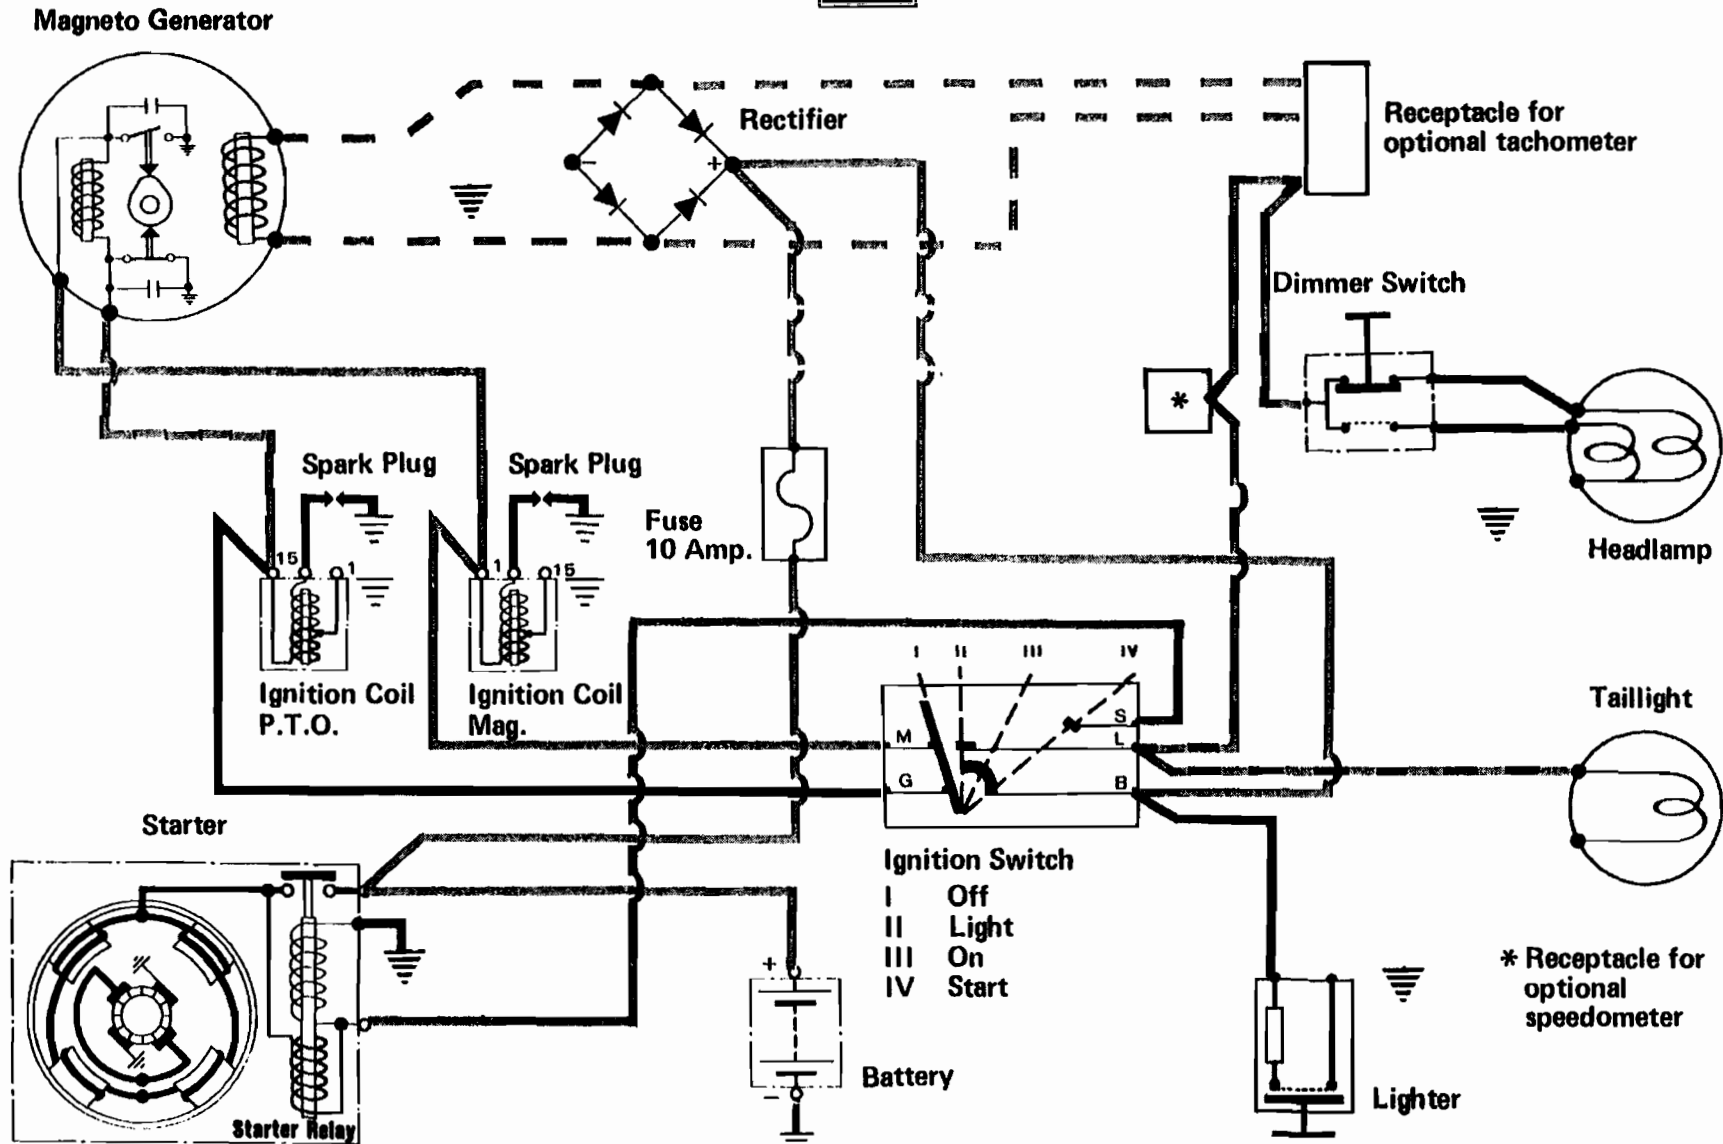 Magneto Generator
Rectifier
−
+
Receptacle for
optional tachometer
Dimmer Switch
*
Headlamp
Spark Plug
Spark Plug
Fuse
10 Amp.
15
1
1
15
Ignition Coil
P.T.O.
Ignition Coil
Mag.
I
II
III
IV
M
G
S
L
B
Taillight
Starter
Starter Relay
Ignition Switch
I Off
II Light
III On
IV Start
+
−
Battery
Lighter
* Receptacle for
optional
speedometer